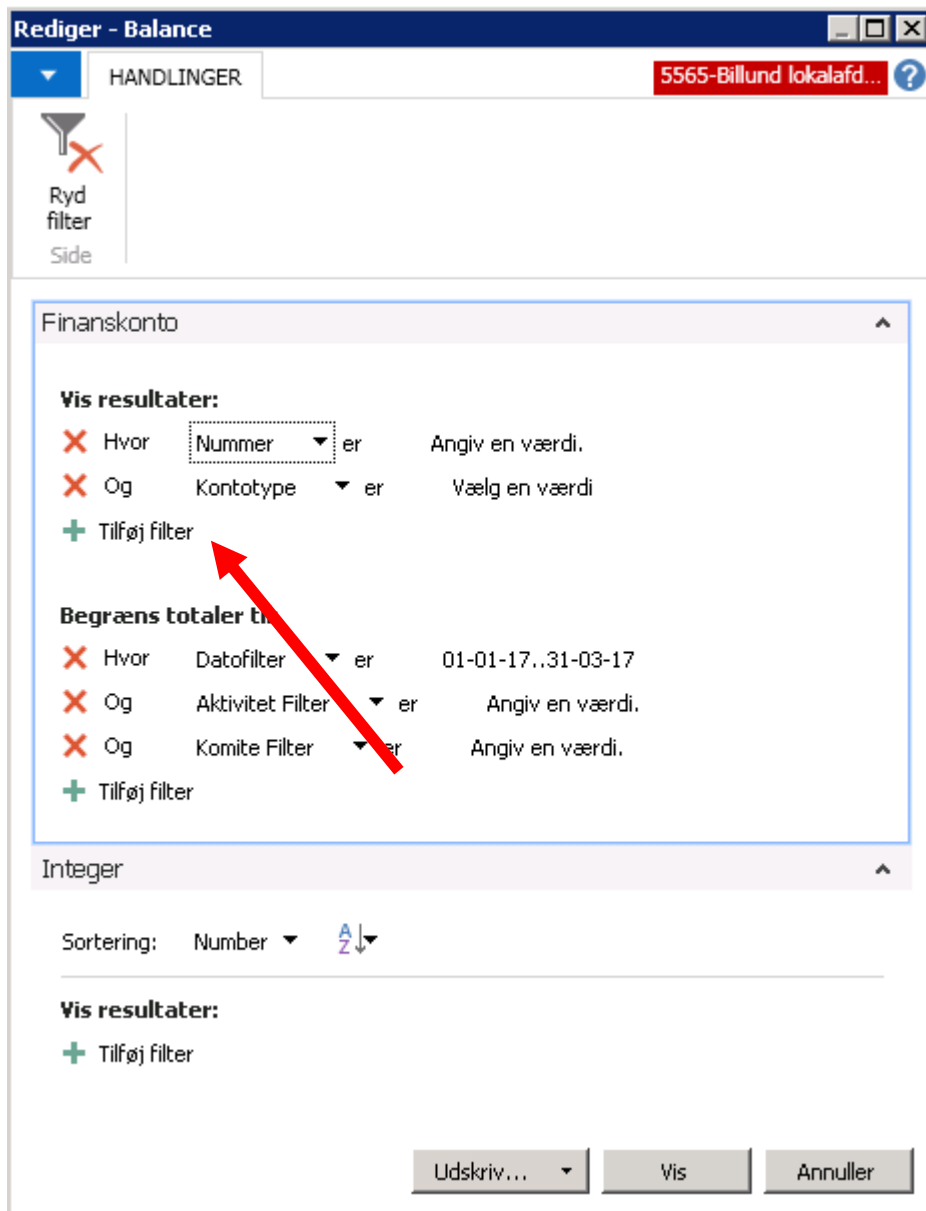 Rediger - Balance
HANDLINGER 5565-Billund lokalafd... ?
Ryd
filter
Side
Finanskonto
Vis resultater:
Hvor Nummer er Angiv en værdi.
Og Kontotype er Vælg en værdi
Tilføj filter
Begræns totaler
Hvor Datofilter er 01-01-17..31-03-17
Og Aktivitet Filter er Angiv en værdi.
Og Komite Filter er Angiv en værdi.
Tilføj filter
Integer
Sortering: Number A Z
Vis resultater:
Tilføj filter
Udskriv... Vis Annuller